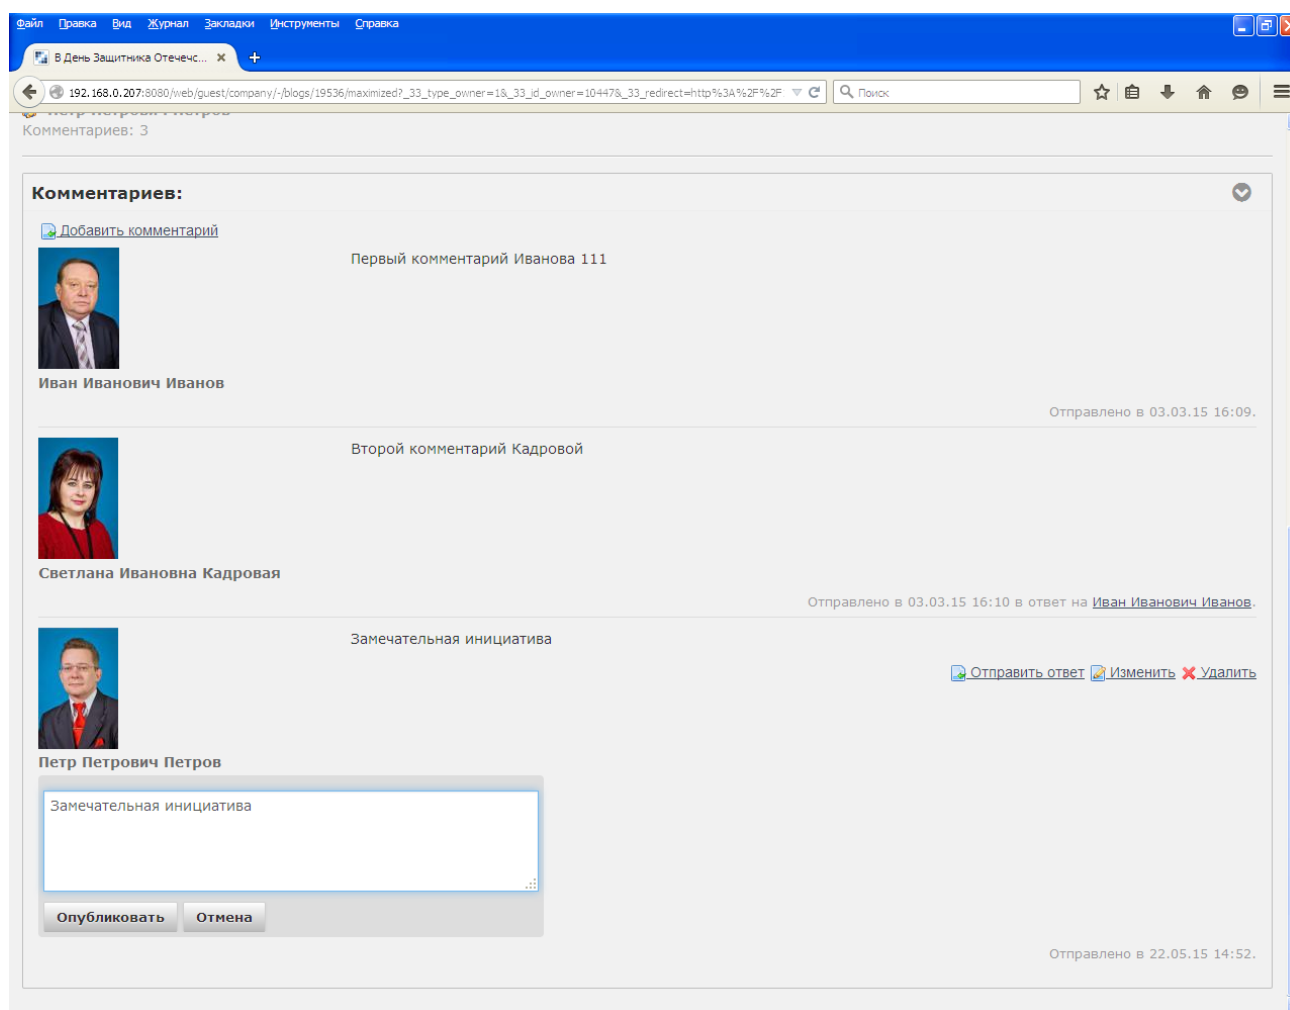 Файл Правка Вид Журнал Закладки Инструменты Справка
В День Защитника Отечес...
192.168.0.207:8080/web/guest/company/-/blogs/19536/maximized?_33_type_owner=1&_33_id_owner=10447&_33_redirect=http%3A%2F%2F Поиск
Петр Петрович Петров
Комментариев: 3
Комментариев:
Добавить комментарий
Первый комментарий Иванова 111
Иван Иванович Иванов
Отправлено в 03.03.15 16:09.
Второй комментарий Кадровой
Светлана Ивановна Кадровая
Отправлено в 03.03.15 16:10 в ответ на Иван Иванович Иванов.
Замечательная инициатива
Отправить ответ Изменить Удалить
Петр Петрович Петров
Замечательная инициатива
Опубликовать Отмена
Отправлено в 22.05.15 14:52.